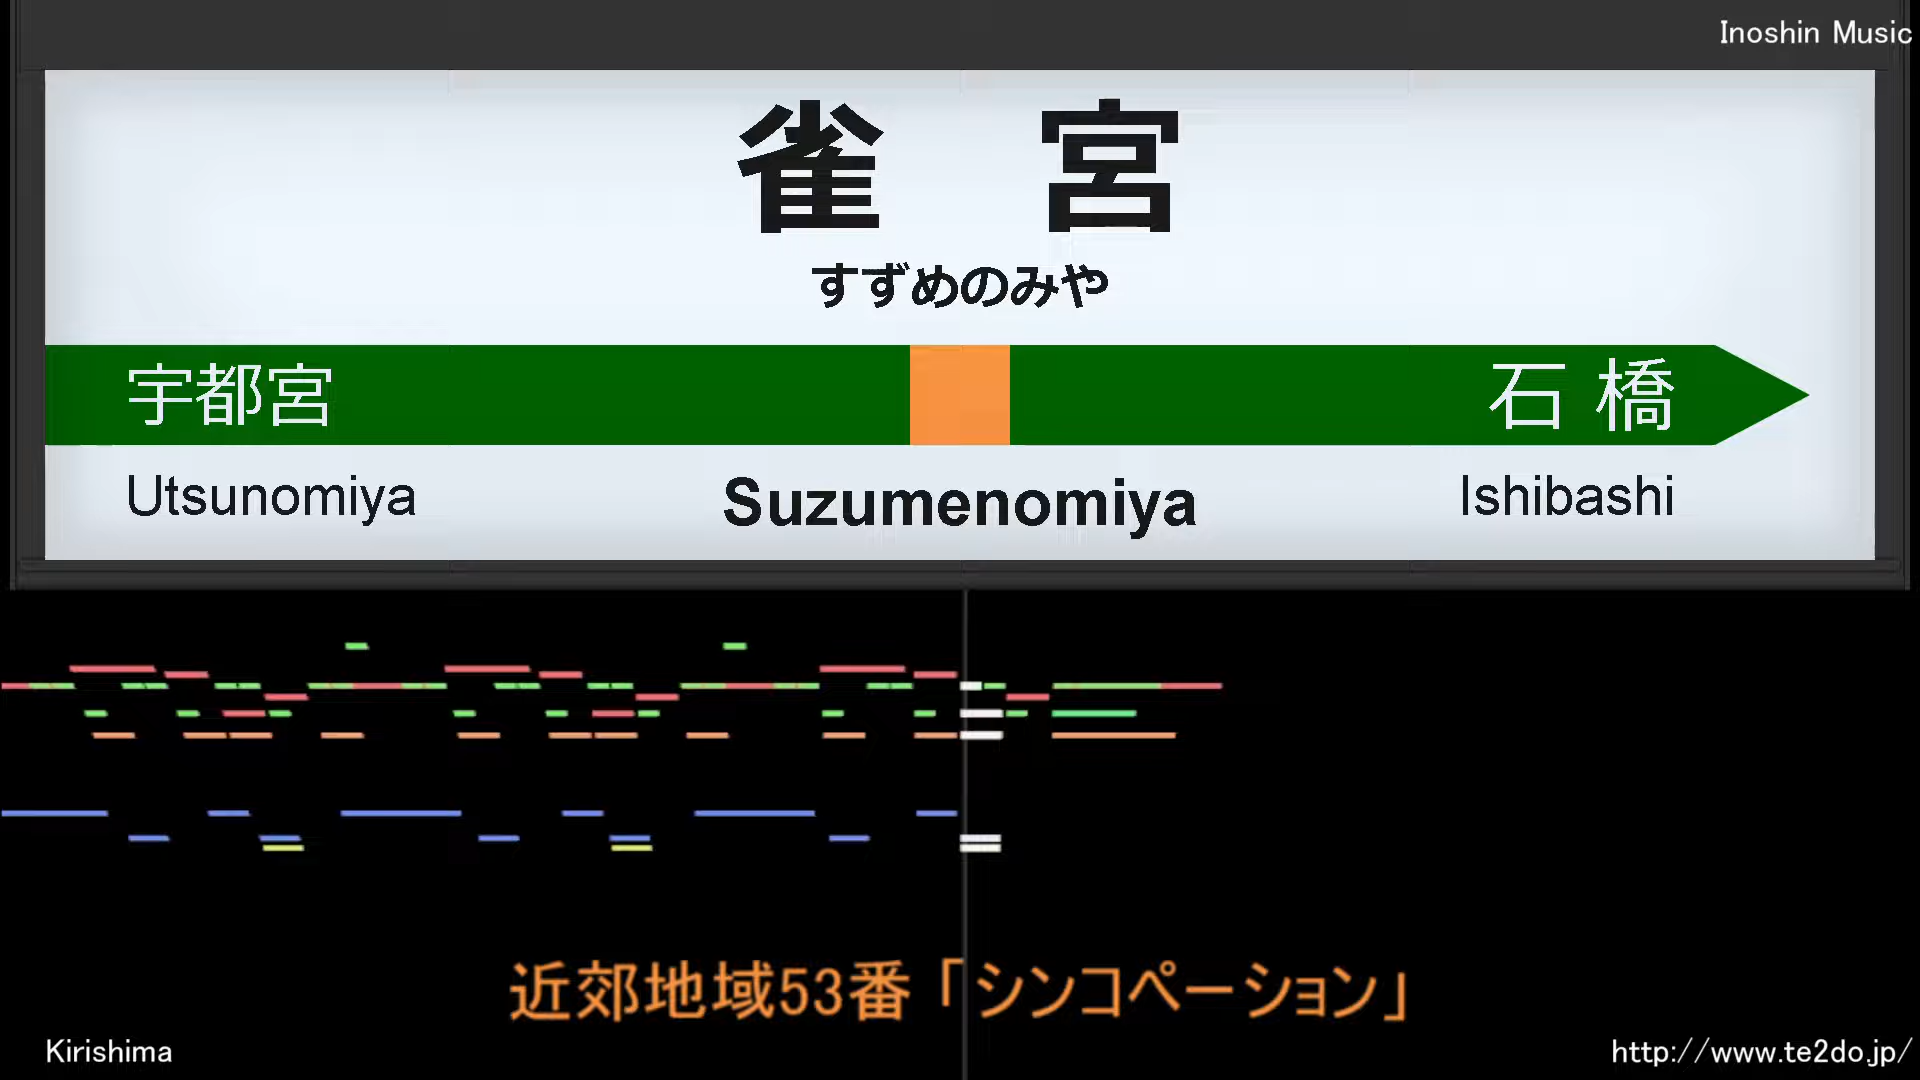 Inoshin Music
雀宮
すずめのみや
宇都宮
石橋
Utsunomiya
Suzumenomiya
Ishibashi
近郊地域53番「シンコペーション」
Kirishima
http://www.te2do.jp/